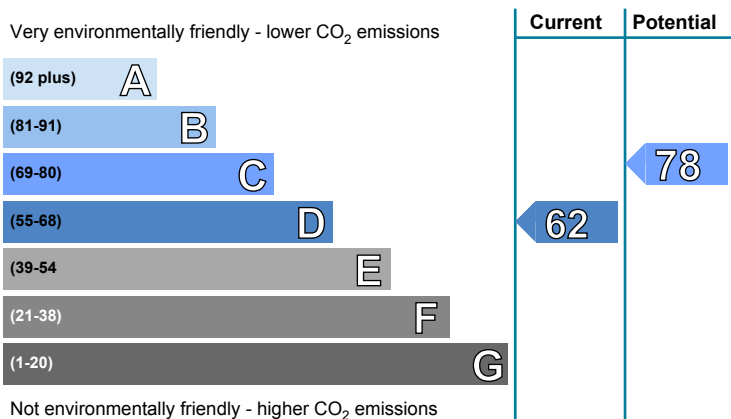 Current Potential
Very environmentally friendly - lower CO2 emissions
(92 plus) A
(81-91) B
(69-80) C
78
(55-68) D
62
(39-54 E
(21-38) F
(1-20) G
Not environmentally friendly - higher CO2 emissions